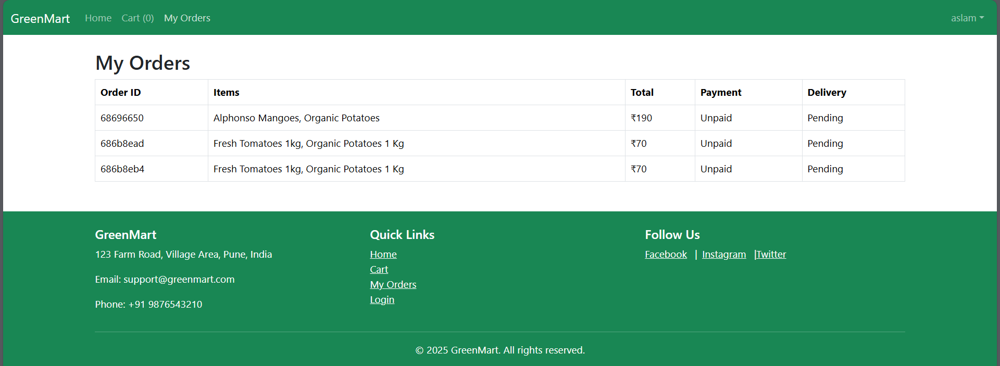 GreenMart Home Cart (0) My Orders aslam
My Orders
Order ID Items Total Payment Delivery
68696650 Alphonso Mangoes, Organic Potatoes ₹190 Unpaid Pending
686b8ead Fresh Tomatoes 1kg, Organic Potatoes 1 Kg ₹70 Unpaid Pending
686b8eb4 Fresh Tomatoes 1kg, Organic Potatoes 1 Kg ₹70 Unpaid Pending
GreenMart
123 Farm Road, Village Area, Pune, India
Email: support@greenmart.com
Phone: +91 9876543210
Quick Links
Home
Cart
My Orders
Login
Follow Us
Facebook | Instagram |Twitter
© 2025 GreenMart. All rights reserved.